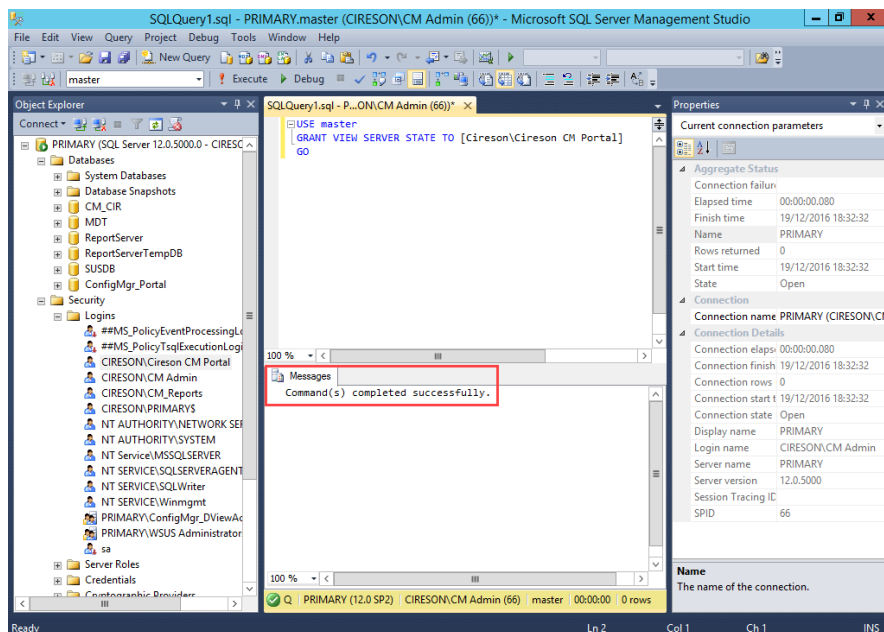 SQLQuery1.sql - PRIMARY.master (CIRESON\CM Admin (66))* - Microsoft SQL Server Management Studio
File Edit View Query Project Debug Tools Window Help
New Query
master Execute Debug
Object Explorer
Connect
PRIMARY (SQL Server 12.0.5000.0 - CIRESC
Databases
System Databases
Database Snapshots
CM_CIR
MDT
ReportServer
ReportServerTempDB
SUSDB
ConfigMgr_Portal
Security
Logins
##MS_PolicyEventProcessingLo
##MS_PolicyTsqlExecutionLogi
CIRESON\Cireson CM Portal
CIRESON\CM Admin
CIRESON\CM_Reports
CIRESON\PRIMARY$
NT AUTHORITY\NETWORK SEF
NT AUTHORITY\SYSTEM
NT Service\MSSQLSERVER
NT SERVICE\SQLSERVERAGENT
NT SERVICE\SQLWriter
NT SERVICE\Winmgmt
PRIMARY\ConfigMgr_DViewAc
PRIMARY\WSUS Administrator
sa
Server Roles
Credentials
Cryptographic Providers
SQLQuery1.sql - P...ON\CM Admin (66))*
USE master
GRANT VIEW SERVER STATE TO [Cireson\Cireson CM Portal]
GO
100 %
Messages
Command(s) completed successfully.
100 %
Q PRIMARY (12.0 SP2) CIRESON\CM Admin (66) master 00:00:00 0 rows
Properties
Current connection parameters
Aggregate Status
Connection failure
Elapsed time 00:00:00.080
Finish time 19/12/2016 18:32:32
Name PRIMARY
Rows returned 0
Start time 19/12/2016 18:32:32
State Open
Connection
Connection name PRIMARY (CIRESON\CM
Connection Details
Connection elaps 00:00:00.080
Connection finish 19/12/2016 18:32:32
Connection rows 0
Connection start t 19/12/2016 18:32:32
Connection state Open
Display name PRIMARY
Login name CIRESON\CM Admin
Server name PRIMARY
Server version 12.0.5000
Session Tracing ID
SPID 66
Name
The name of the connection.
Ready Ln 2 Col 1 Ch 1 INS